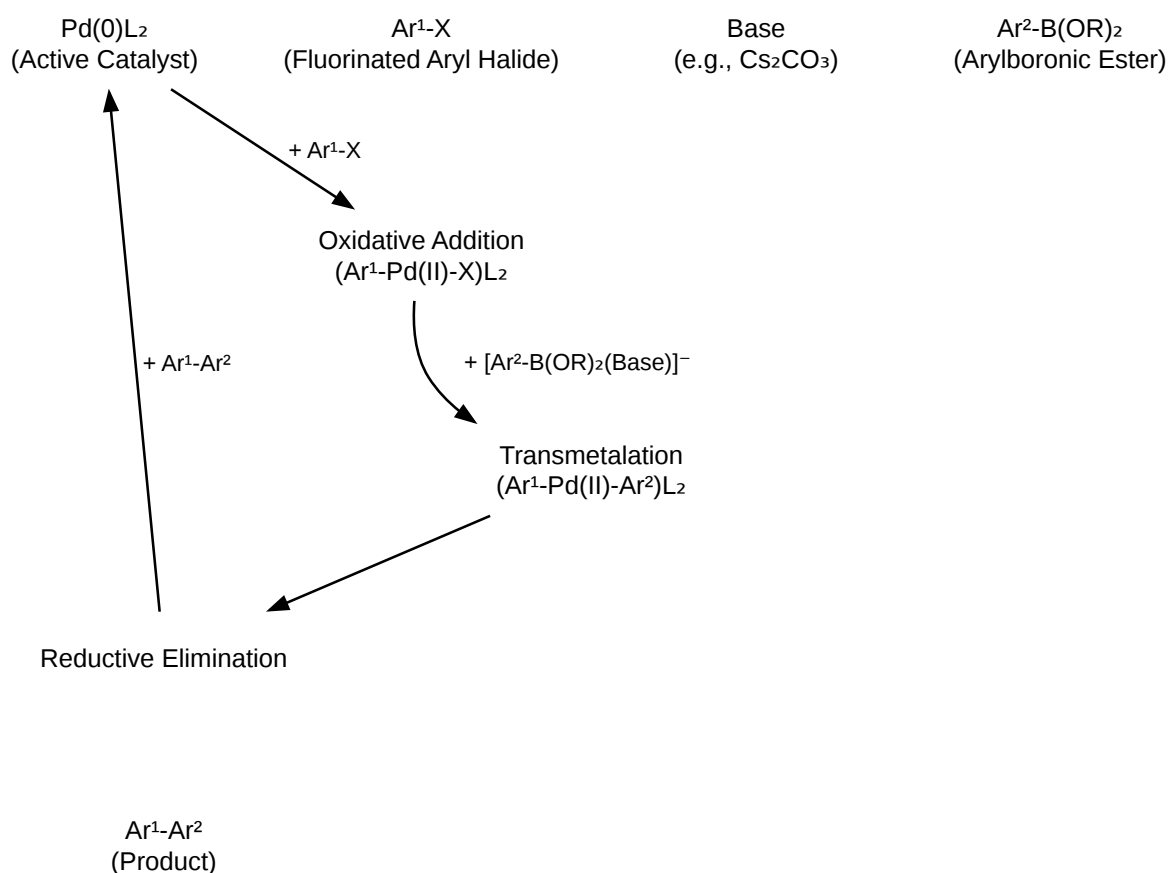 Pd(0)L₂
(Active Catalyst)
Ar¹-X
(Fluorinated Aryl Halide)
Base
(e.g., Cs₂CO₃)
Ar²-B(OR)₂
(Arylboronic Ester)
+ Ar¹-X
Oxidative Addition
(Ar¹-Pd(II)-X)L₂
+ Ar¹-Ar²
+ [Ar²-B(OR)₂(Base)]⁻
Transmetalation
(Ar¹-Pd(II)-Ar²)L₂
Reductive Elimination
Ar¹-Ar²
(Product)